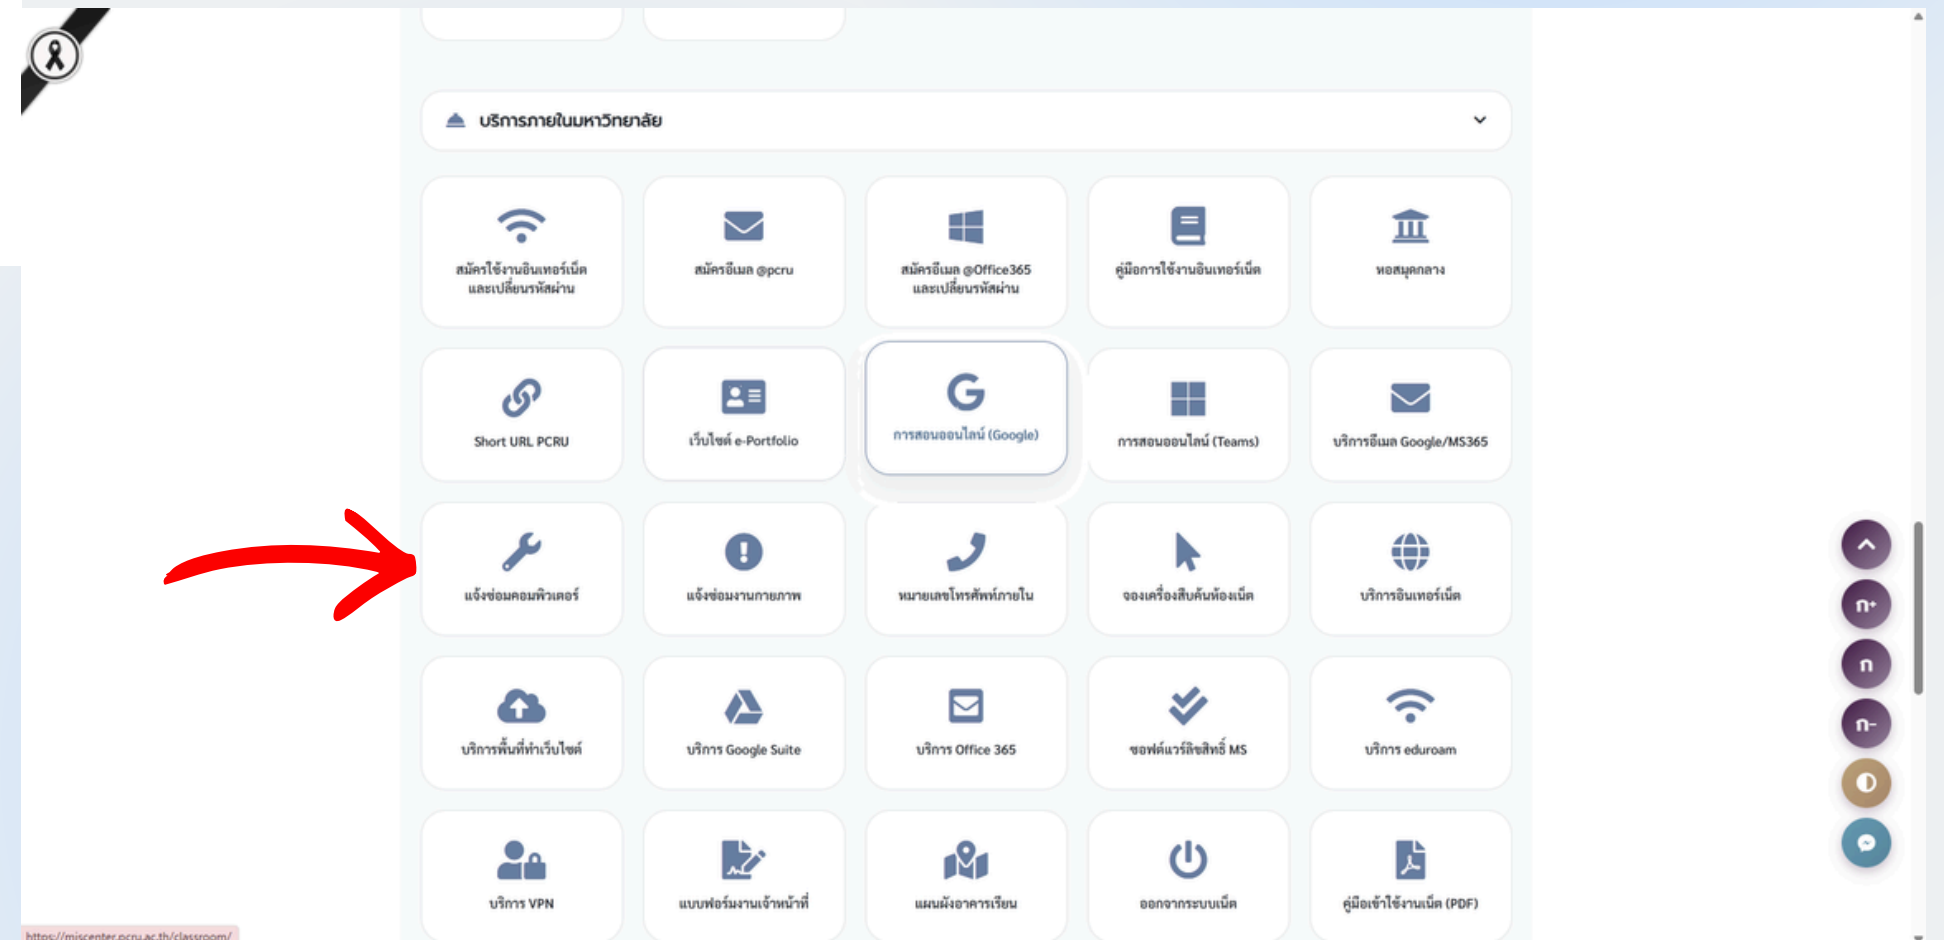 บริการภายในมหาวิทยาลัย
สมัครใช้งานอินเทอร์เน็ต
และเปลี่ยนรหัสผ่าน
สมัครอีเมล @pcru
สมัครอีเมล @Office365
และเปลี่ยนรหัสผ่าน
คู่มือการใช้งานอินเทอร์เน็ต
หอสมุดกลาง
Short URL PCRU
เว็บไซต์ e-Portfolio
การสอนออนไลน์ (Google)
การสอนออนไลน์ (Teams)
บริการอีเมล Google/MS365
แจ้งซ่อมคอมพิวเตอร์
แจ้งซ่อมงานกายภาพ
หมายเลขโทรศัพท์ภายใน
จองเครื่องสืบค้นห้องเน็ต
บริการอินเทอร์เน็ต
ก+
ก
บริการพื้นที่ทำเว็บไซต์
บริการ Google Suite
บริการ Office 365
ซอฟต์แวร์ลิขสิทธิ์ MS
บริการ eduroam
ก-
บริการ VPN
แบบฟอร์มงานเจ้าหน้าที่
แผนผังอาคารเรียน
ออกจากระบบเน็ต
คู่มือเข้าใช้งานเน็ต (PDF)
https://miscenter.pcru.ac.th/classroom/